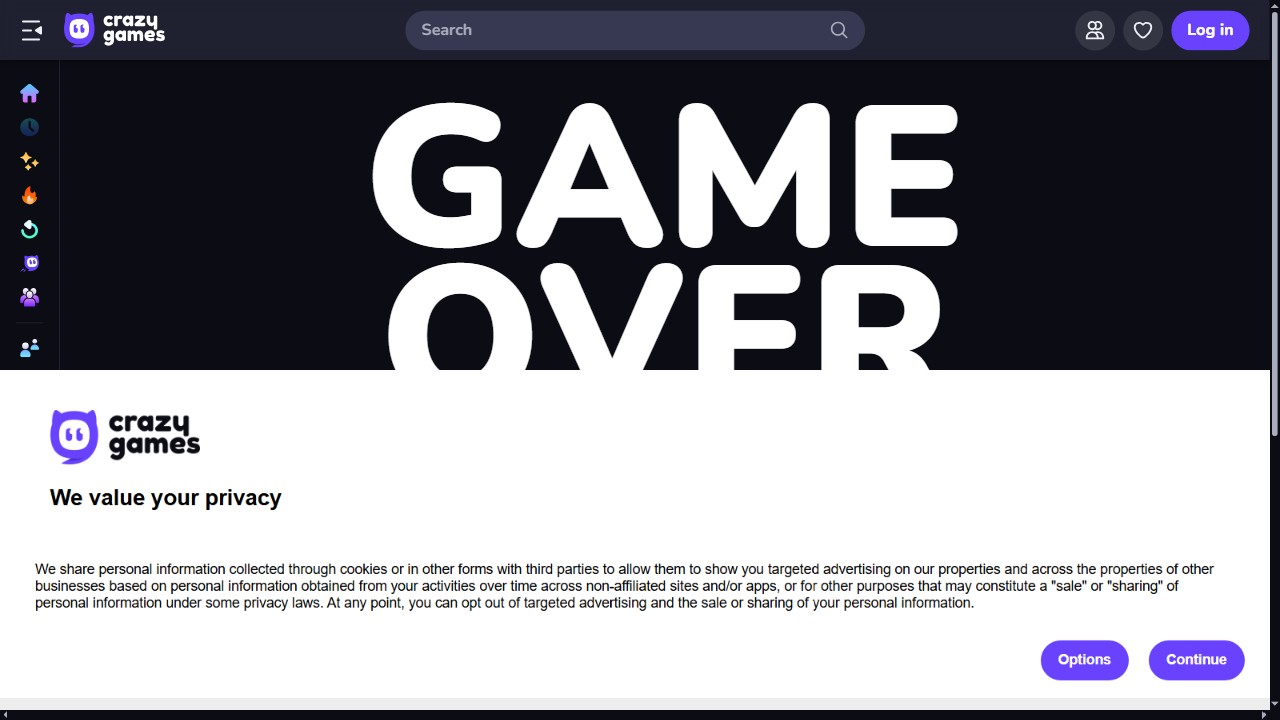 crazy
games
Search
Log in
GAME
OVER
crazy
games
We value your privacy
We share personal information collected through cookies or in other forms with third parties to allow them to show you targeted advertising on our properties and across the properties of other
businesses based on personal information obtained from your activities over time across non-affiliated sites and/or apps, or for other purposes that may constitute a "sale" or "sharing" of
personal information under some privacy laws. At any point, you can opt out of targeted advertising and the sale or sharing of your personal information.
Options
Continue